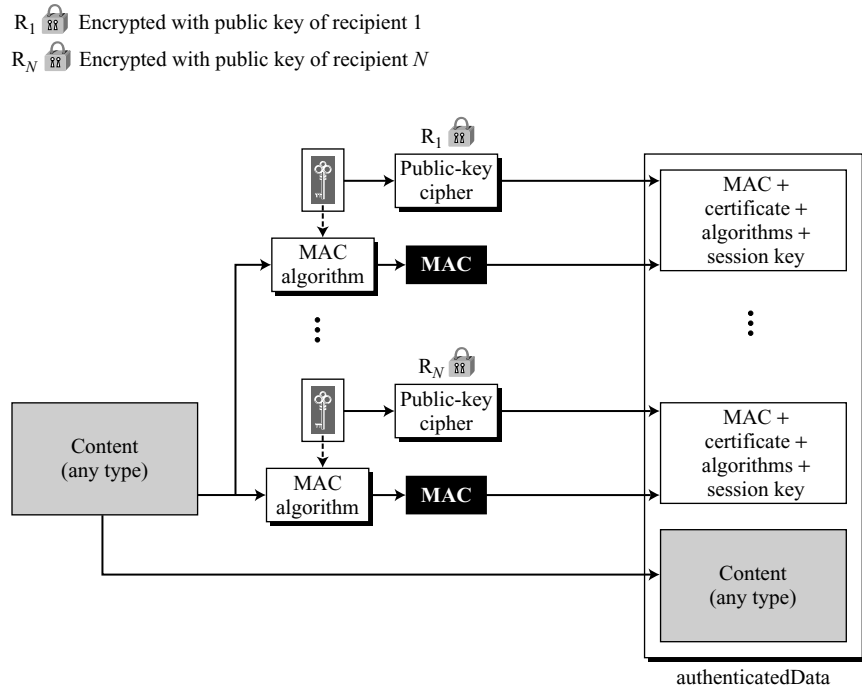 R1 Encrypted with public key of recipient 1
RN Encrypted with public key of recipient N
R1
Public-key
cipher
MAC
algorithm
MAC
MAC +
certificate +
algorithms +
session key
RN
Public-key
cipher
Content
(any type)
MAC
algorithm
MAC
MAC +
certificate +
algorithms +
session key
Content
(any type)
authenticatedData